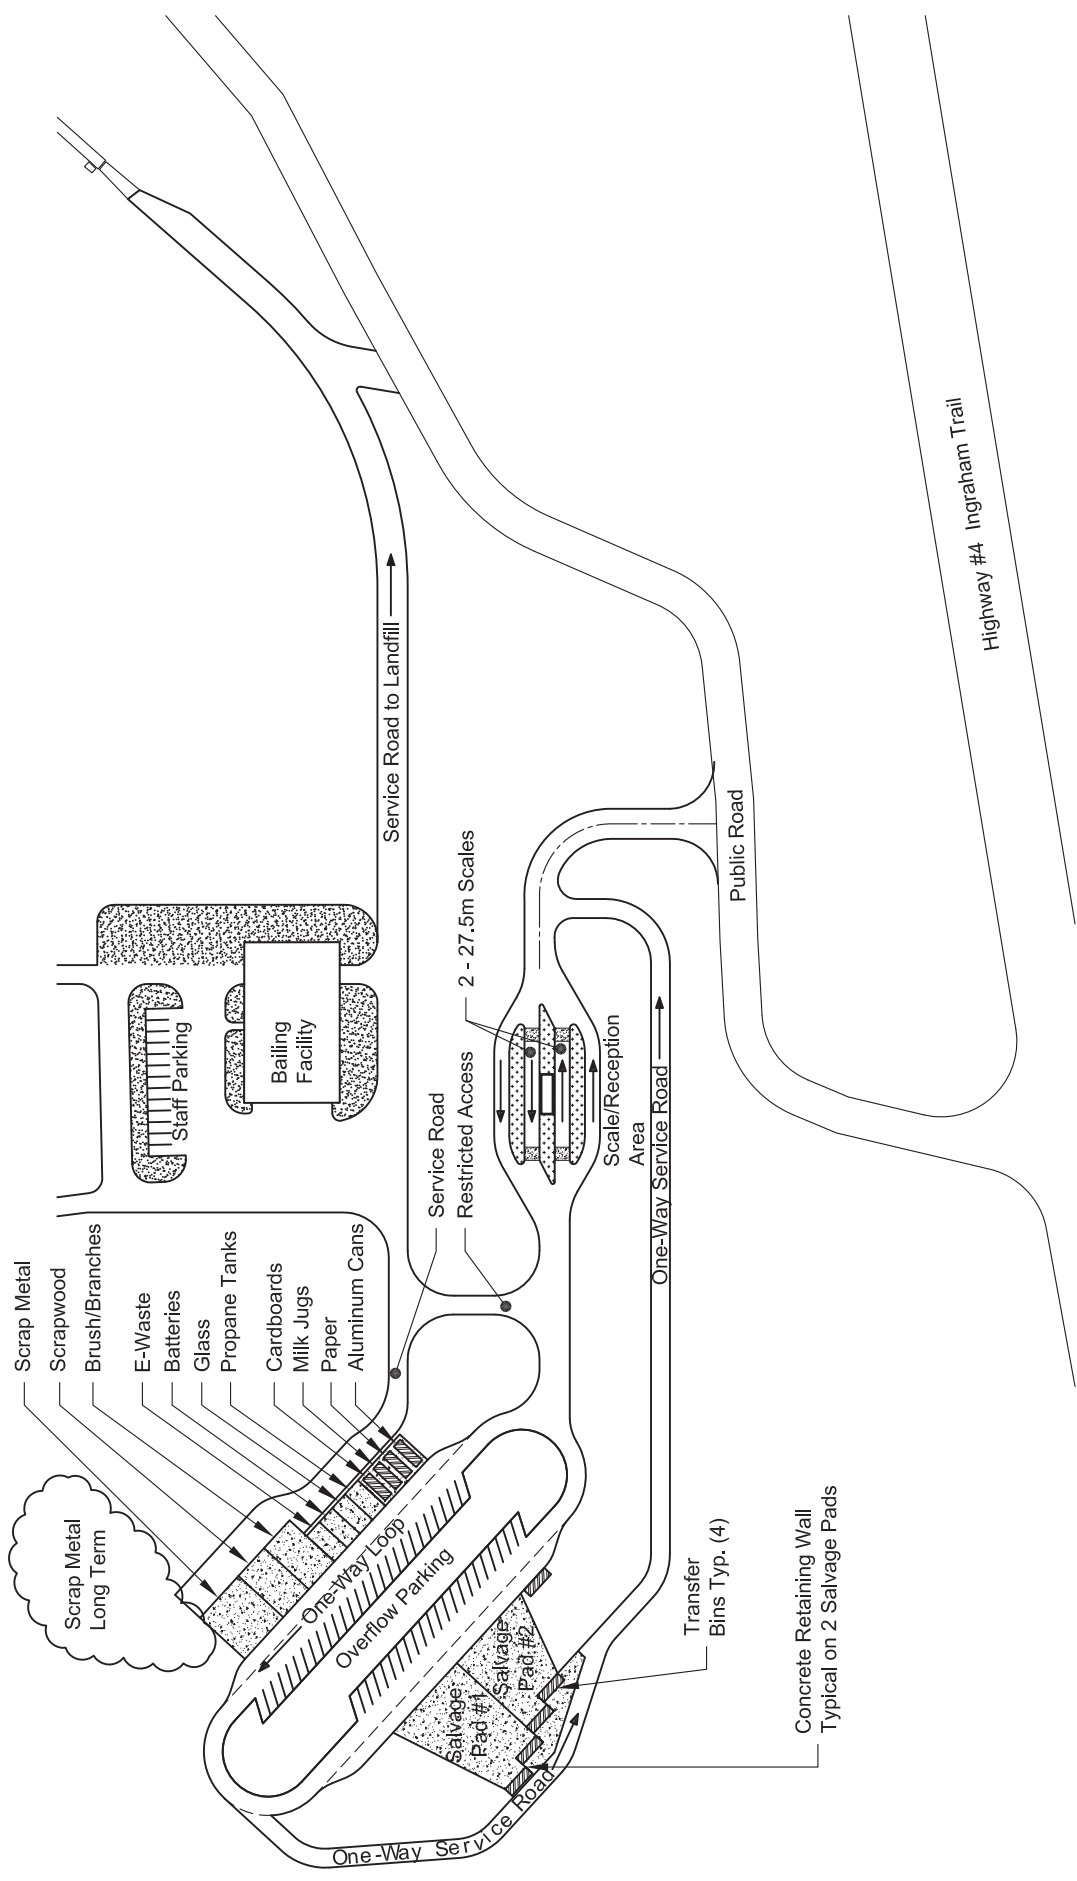 Scrap Metal
Scrapwood
Brush/Branches
E-Waste
Batteries
Glass
Propane Tanks
Cardboards
Milk Jugs
Paper
Aluminum Cans
Scrap Metal
Long Term
Staff Parking
Bailing
Facility
Service Road to Landfill
Service Road
Restricted Access
2 - 27.5m Scales
Scale/Reception
Area
One-Way Service Road
Public Road
Highway #4 Ingraham Trail
One-Way Loop
Overflow Parking
Salvage
Pad #1
Salvage
Pad #2
One-Way Service Road
Transfer
Bins Typ. (4)
Concrete Retaining Wall
Typical on 2 Salvage Pads